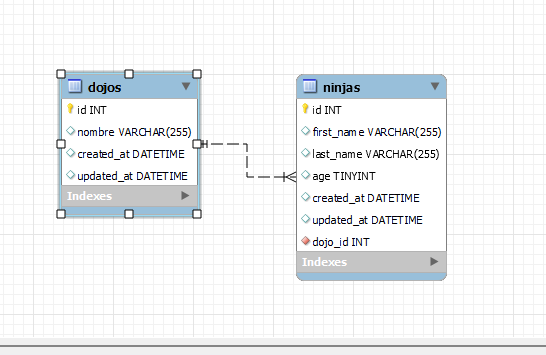 dojos
id INT
nombre VARCHAR(255)
created_at DATETIME
updated_at DATETIME
Indexes
ninjas
id INT
first_name VARCHAR(255)
last_name VARCHAR(255)
age TINYINT
created_at DATETIME
updated_at DATETIME
dojo_id INT
Indexes